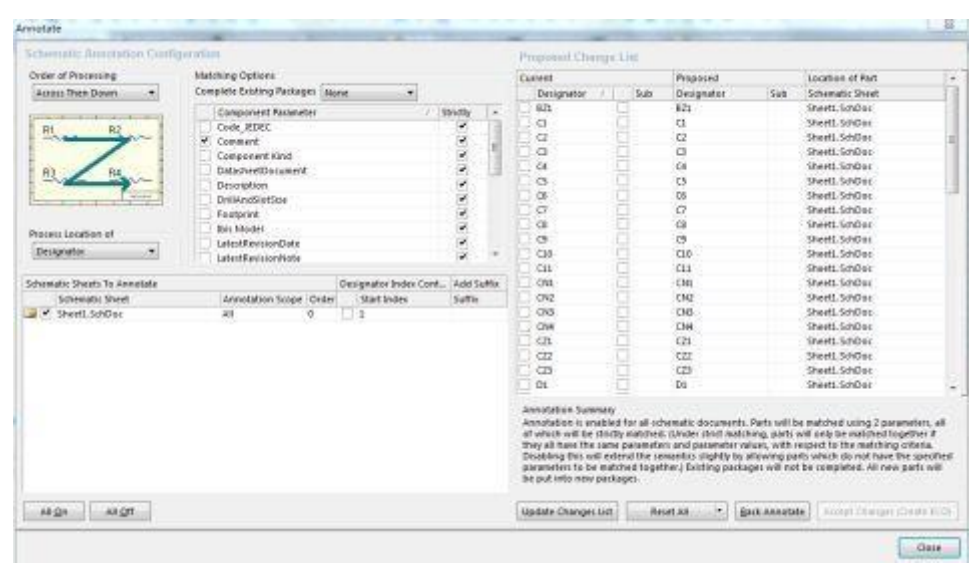 Annotate
Schematic Annotation Configuration
Proposed Change List
Order of Processing
Across Then Down
Matching Options
Complete Existing Packages None
Component Parameter / Strictly
Code_JEDEC
Comment
Component Kind
DatasheetDocument
Description
DrillAndSlotSize
Footprint
Ibis Model
LatestRevisionDate
LatestRevisionNote
R1 R2
R3 R4
Process Location of
Designator
Schematic Sheets To Annotate Designator Index Cont... Add Suffix
Schematic Sheet Annotation Scope Order Start Index Suffix
Sheet1.SchDoc All 0 1
Current Proposed Location of Part
Designator / Sub Designator Sub Schematic Sheet
BZ1 BZ1 Sheet1.SchDoc
C1 C1 Sheet1.SchDoc
C2 C2 Sheet1.SchDoc
C3 C3 Sheet1.SchDoc
C4 C4 Sheet1.SchDoc
C5 C5 Sheet1.SchDoc
C6 C6 Sheet1.SchDoc
C7 C7 Sheet1.SchDoc
C8 C8 Sheet1.SchDoc
C9 C9 Sheet1.SchDoc
C10 C10 Sheet1.SchDoc
C11 C11 Sheet1.SchDoc
CN1 CN1 Sheet1.SchDoc
CN2 CN2 Sheet1.SchDoc
CN3 CN3 Sheet1.SchDoc
CN4 CN4 Sheet1.SchDoc
CZ1 CZ1 Sheet1.SchDoc
CZ2 CZ2 Sheet1.SchDoc
CZ3 CZ3 Sheet1.SchDoc
D1 D1 Sheet1.SchDoc
Annotation Summary
Annotation is enabled for all schematic documents. Parts will be matched using 2 parameters, all
of which will be strictly matched. (Under strict matching, parts will only be matched together if
they all have the same parameters and parameter values, with respect to the matching criteria.
Disabling this will extend the semantics slightly by allowing parts which do not have the specified
parameters to be matched together.) Existing packages will not be completed. All new parts will
be put into new packages.
All On All Off
Update Changes List Reset All Back Annotate Accept Changes (Create ECO)
Close